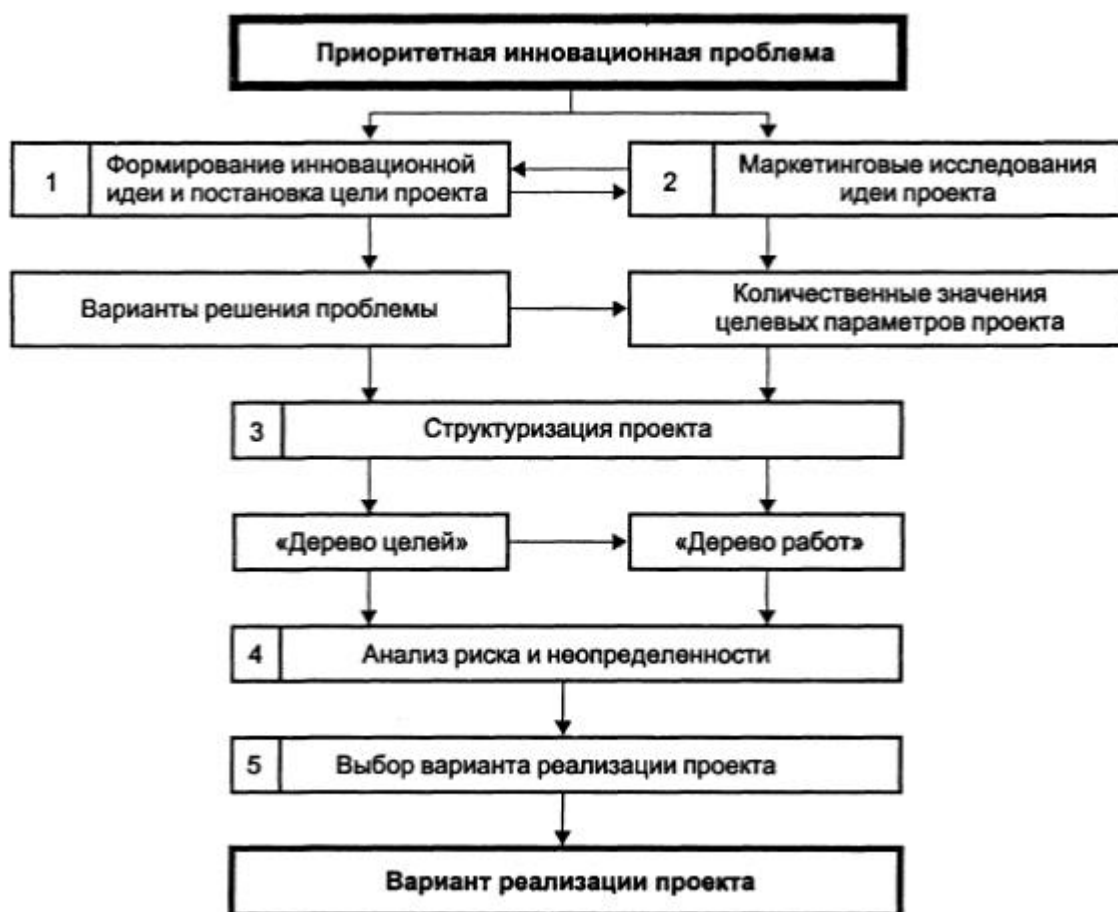 Приоритетная инновационная проблема
1
Формирование инновационной
идеи и постановка цели проекта
2
Маркетинговые исследования
идеи проекта
Варианты решения проблемы
Количественные значения
целевых параметров проекта
3
Структуризация проекта
«Дерево целей»
«Дерево работ»
4
Анализ риска и неопределенности
5
Выбор варианта реализации проекта
Вариант реализации проекта